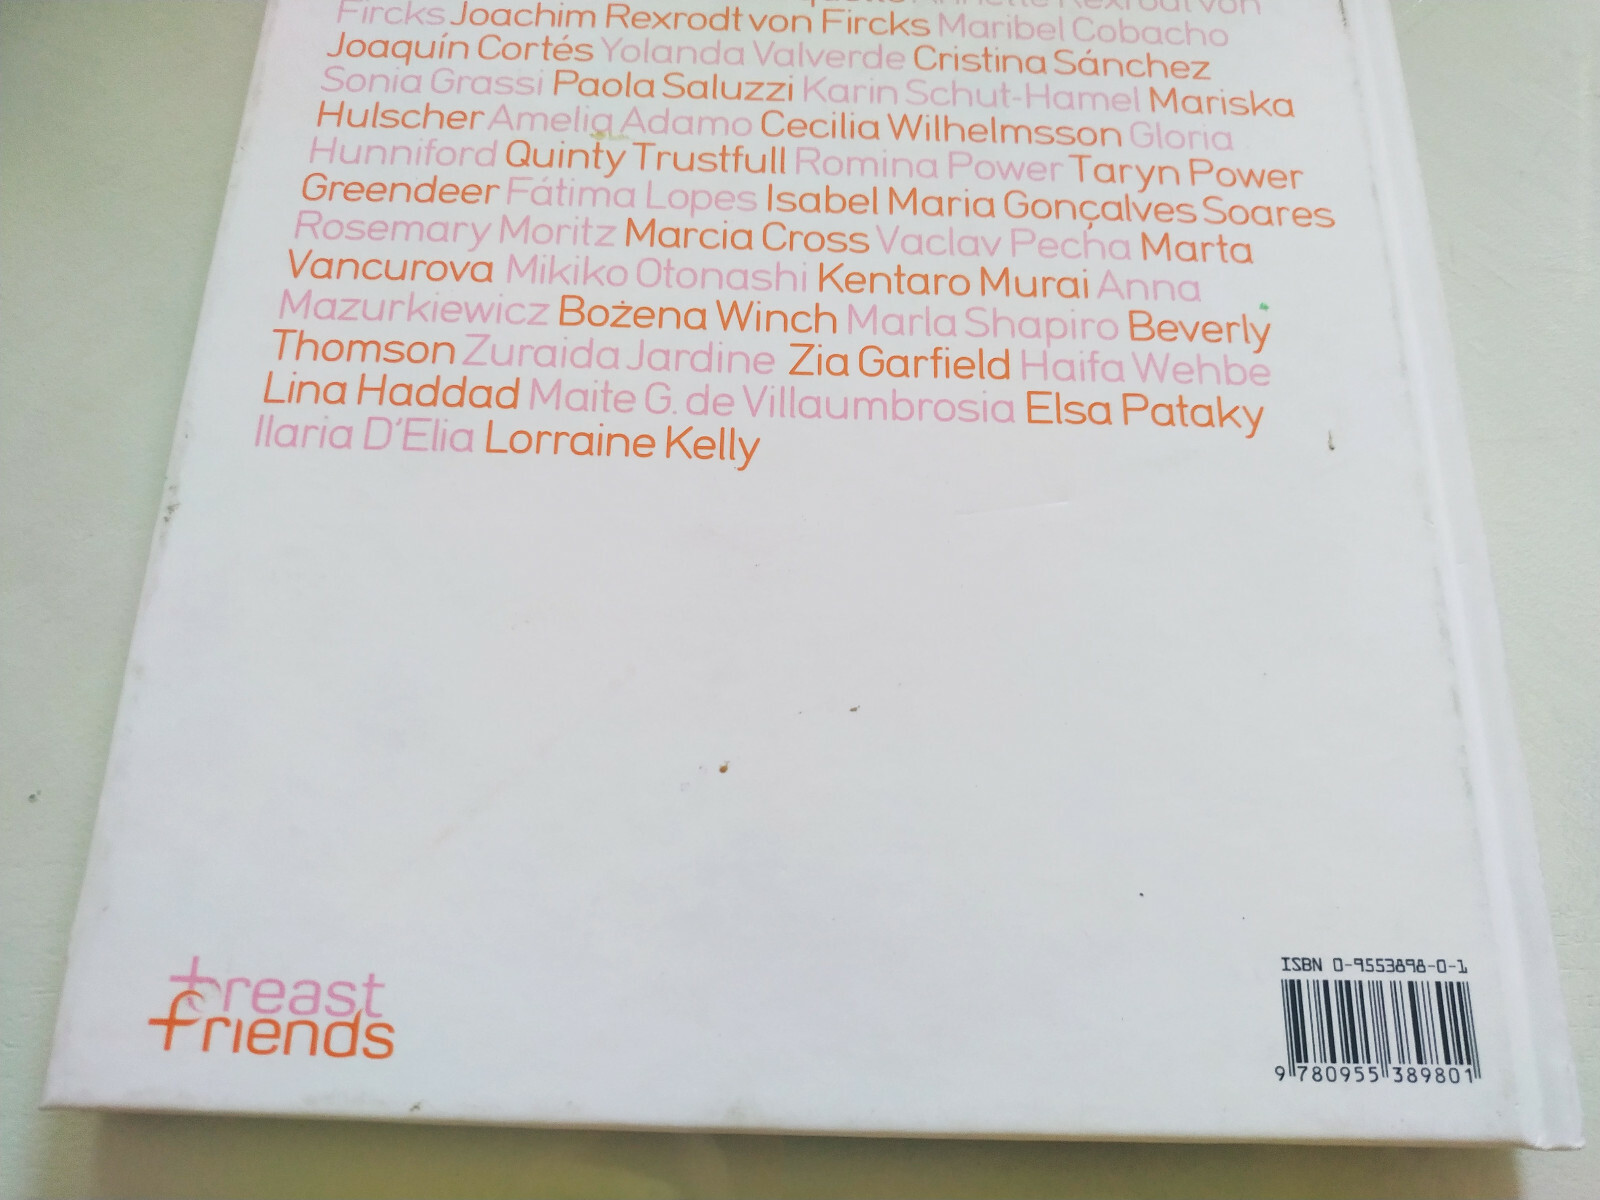 Annette Rexrodt von
Fircks Joachim Rexrodt von Fircks Maribel Cobacho
Joaquín Cortés Yolanda Valverde Cristina Sánchez
Sonia Grassi Paola Saluzzi Karin Schut-Hamel Mariska
Hulscher Amelia Adamo Cecilia Wilhelmsson Gloria
Hunniford Quinty Trustfull Romina Power Taryn Power
Greendeer Fátima Lopes Isabel Maria Gonçalves Soares
Rosemary Moritz Marcia Cross Vaclav Pecha Marta
Vancurova Mikiko Otonashi Kentaro Murai Anna
Mazurkiewicz Bożena Winch Marla Shapiro Beverly
Thomson Zuraida Jardine Zia Garfield Haifa Wehbe
Lina Haddad Maite G. de Villaumbrosia Elsa Pataky
Ilaria D'Elia Lorraine Kelly
breast
friends
ISBN 0-9553898-0-1
9 780955 389801